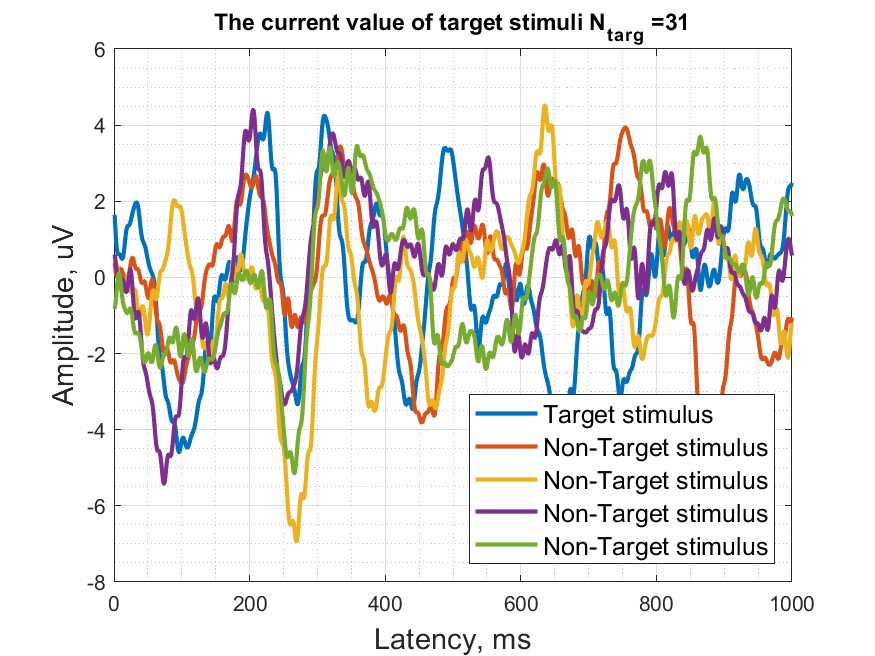 The current value of target stimuli N_targ =31
6
4
2
0
-2
-4
-6
-8
Amplitude, uV
Target stimulus
Non-Target stimulus
Non-Target stimulus
Non-Target stimulus
Non-Target stimulus
0 200 400 600 800 1000
Latency, ms